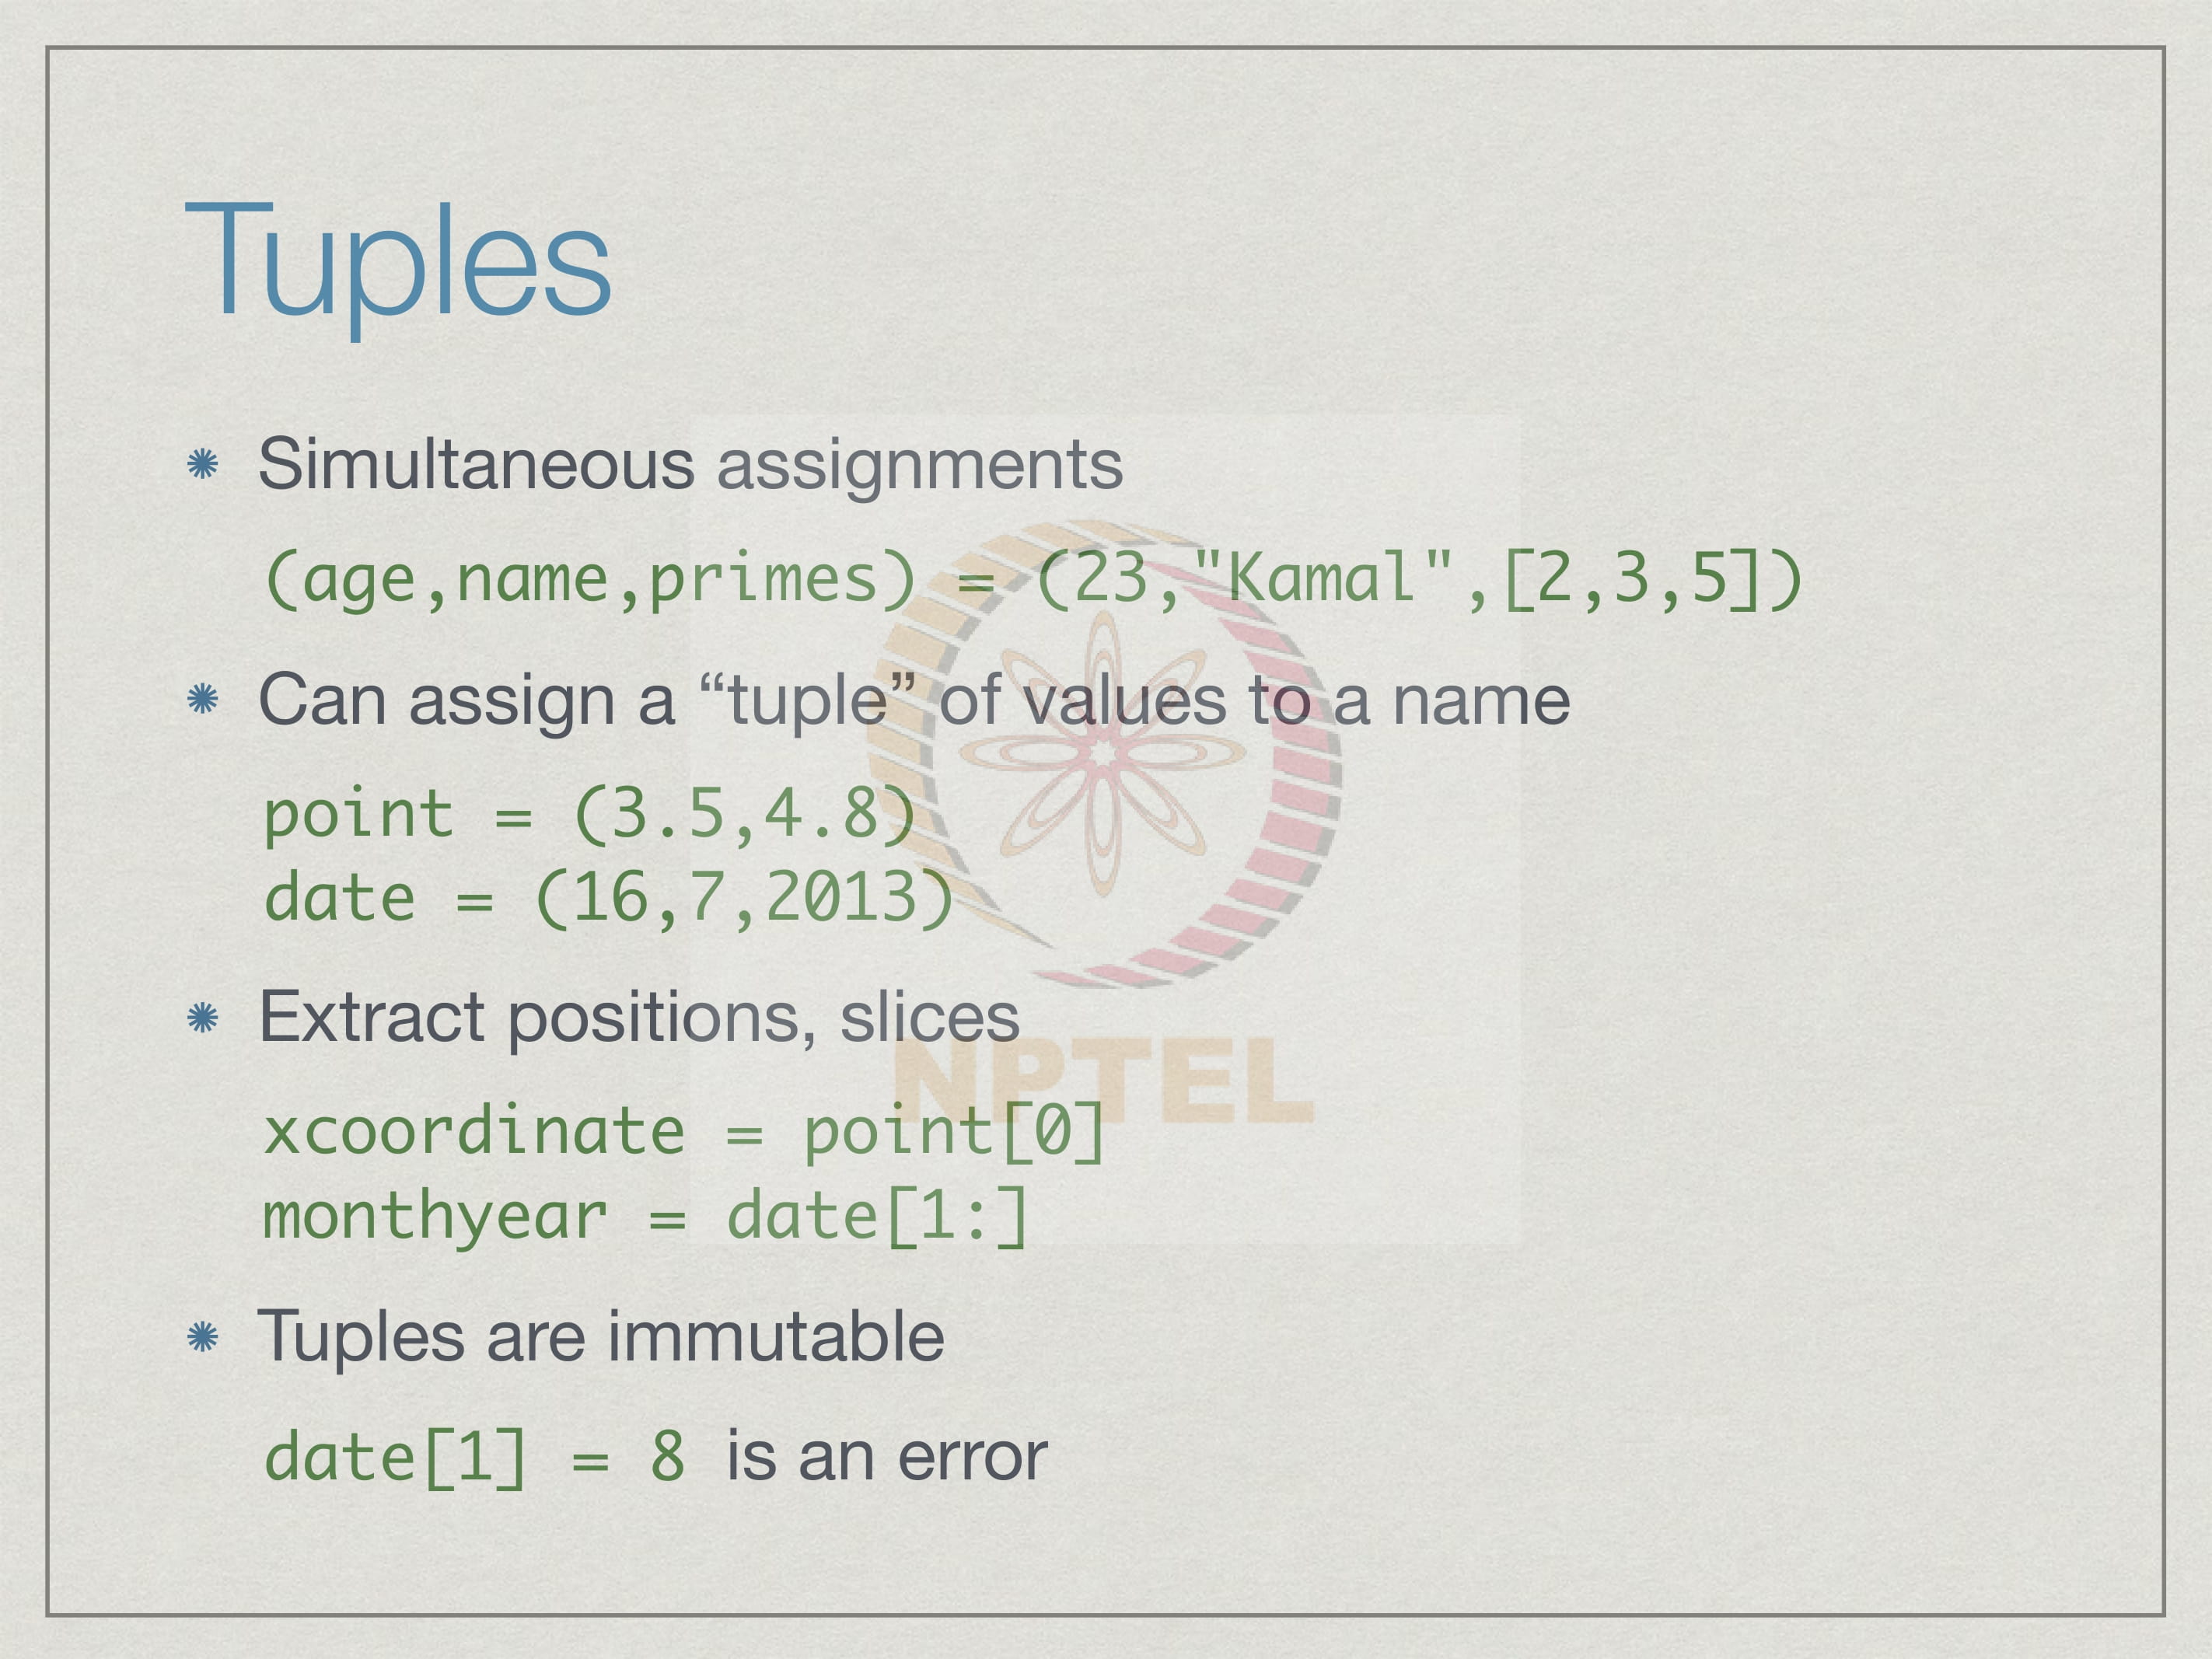 Tuples
Simultaneous assignments
(age,name,primes) = (23,"Kamal",[2,3,5])
Can assign a “tuple” of values to a name
point = (3.5,4.8)
date = (16,7,2013)
Extract positions, slices
NPTEL
xcoordinate = point[0]
monthyear = date[1:]
Tuples are immutable
date[1] = 8 is an error